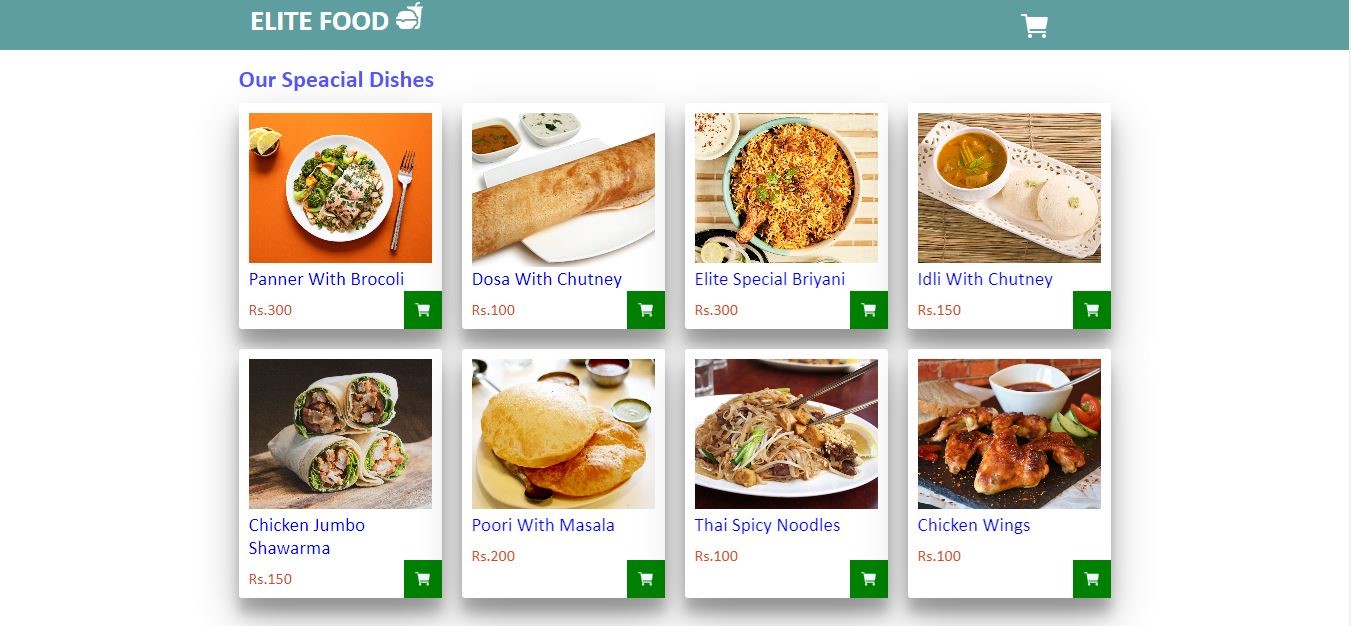 ELITE FOOD
Our Speacial Dishes
Panner With Brocoli
Rs.300
Dosa With Chutney
Rs.100
Elite Special Briyani
Rs.300
Idli With Chutney
Rs.150
Chicken Jumbo
Shawarma
Rs.150
Poori With Masala
Rs.200
Thai Spicy Noodles
Rs.100
Chicken Wings
Rs.100